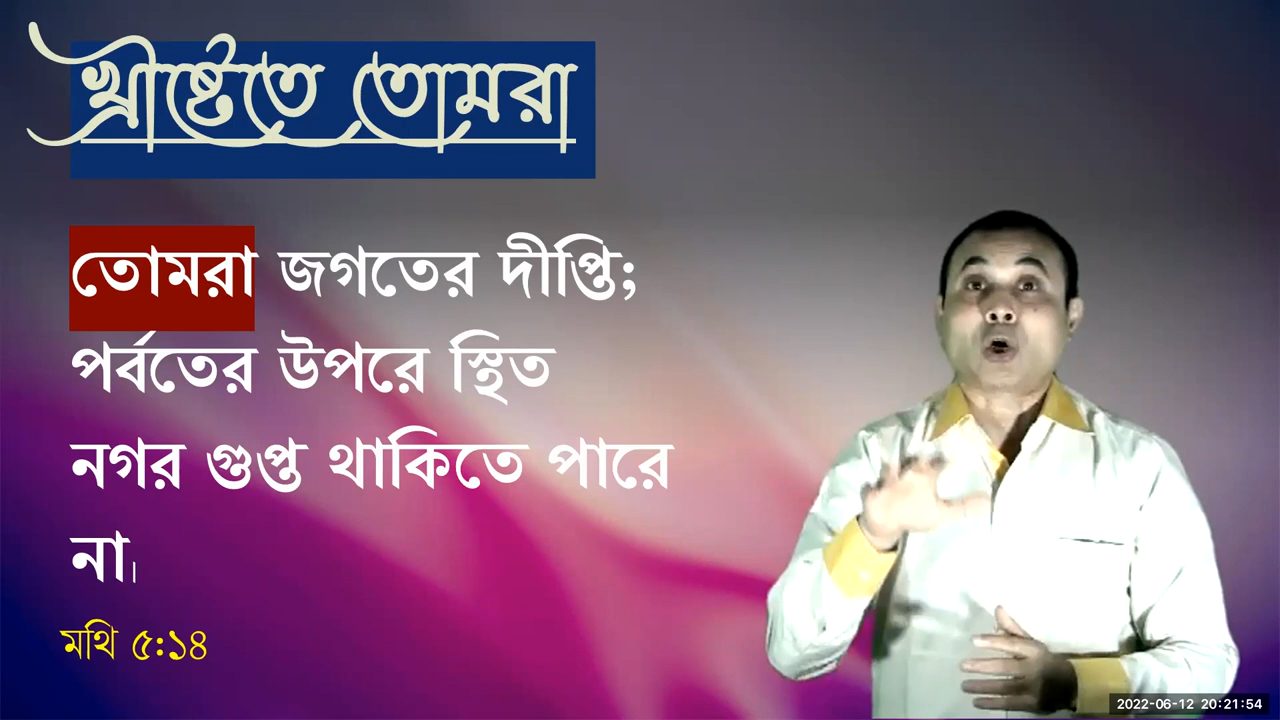 খ্রীষ্টেতে তোমরা
তোমরা জগতের দীপ্তি;
পর্বতের উপরে স্থিত
নগর গুপ্ত থাকিতে পারে
না।
মথি ৫:১৪
2022-06-12 20:21:54